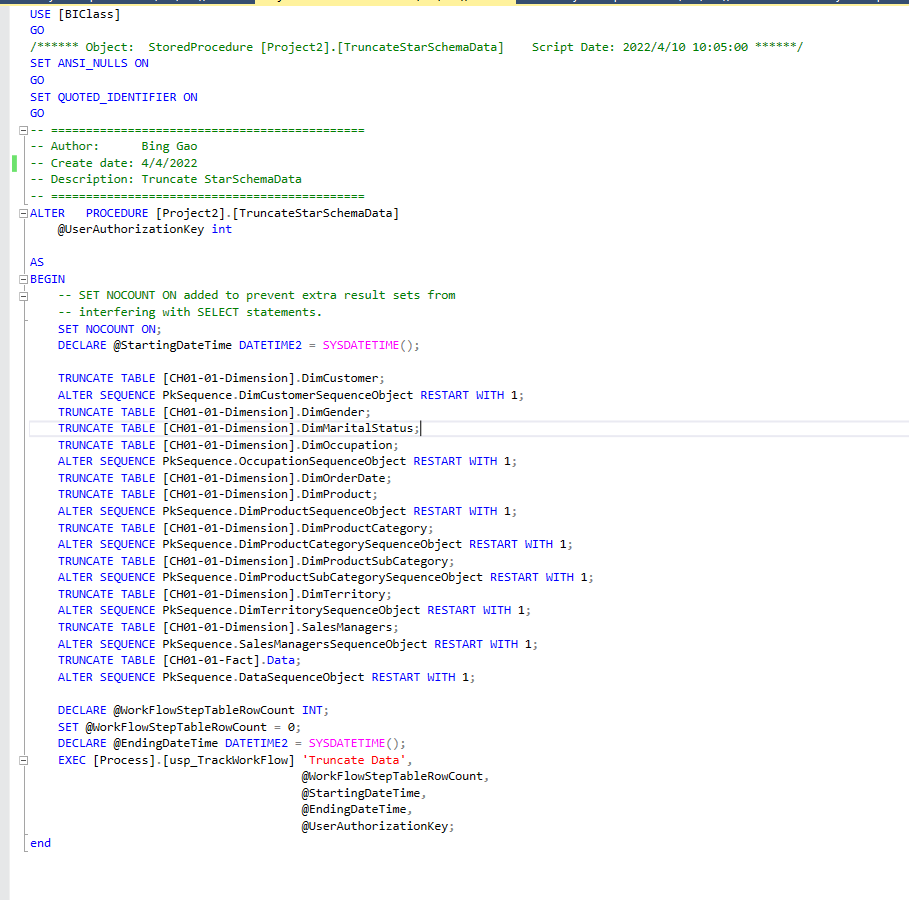 USE [BIClass]
GO
/****** Object:  StoredProcedure [Project2].[TruncateStarSchemaData]    Script Date: 2022/4/10 10:05:00 ******/
SET ANSI_NULLS ON
GO
SET QUOTED_IDENTIFIER ON
GO
-- =============================================
-- Author:      Bing Gao
-- Create date: 4/4/2022
-- Description: Truncate StarSchemaData
-- =============================================
ALTER   PROCEDURE [Project2].[TruncateStarSchemaData]
    @UserAuthorizationKey int

AS
BEGIN
    -- SET NOCOUNT ON added to prevent extra result sets from
    -- interfering with SELECT statements.
    SET NOCOUNT ON;
    DECLARE @StartingDateTime DATETIME2 = SYSDATETIME();

    TRUNCATE TABLE [CH01-01-Dimension].DimCustomer;
    ALTER SEQUENCE PkSequence.DimCustomerSequenceObject RESTART WITH 1;
    TRUNCATE TABLE [CH01-01-Dimension].DimGender;
    TRUNCATE TABLE [CH01-01-Dimension].DimMaritalStatus;
    TRUNCATE TABLE [CH01-01-Dimension].DimOccupation;
    ALTER SEQUENCE PkSequence.OccupationSequenceObject RESTART WITH 1;
    TRUNCATE TABLE [CH01-01-Dimension].DimOrderDate;
    TRUNCATE TABLE [CH01-01-Dimension].DimProduct;
    ALTER SEQUENCE PkSequence.DimProductSequenceObject RESTART WITH 1;
    TRUNCATE TABLE [CH01-01-Dimension].DimProductCategory;
    ALTER SEQUENCE PkSequence.DimProductCategorySequenceObject RESTART WITH 1;
    TRUNCATE TABLE [CH01-01-Dimension].DimProductSubCategory;
    ALTER SEQUENCE PkSequence.DimProductSubCategorySequenceObject RESTART WITH 1;
    TRUNCATE TABLE [CH01-01-Dimension].DimTerritory;
    ALTER SEQUENCE PkSequence.DimTerritorySequenceObject RESTART WITH 1;
    TRUNCATE TABLE [CH01-01-Dimension].SalesManagers;
    ALTER SEQUENCE PkSequence.SalesManagersSequenceObject RESTART WITH 1;
    TRUNCATE TABLE [CH01-01-Fact].Data;
    ALTER SEQUENCE PkSequence.DataSequenceObject RESTART WITH 1;

    DECLARE @WorkFlowStepTableRowCount INT;
    SET @WorkFlowStepTableRowCount = 0;
    DECLARE @EndingDateTime DATETIME2 = SYSDATETIME();
    EXEC [Process].[usp_TrackWorkFlow] 'Truncate Data',
                                       @WorkFlowStepTableRowCount,
                                       @StartingDateTime,
                                       @EndingDateTime,
                                       @UserAuthorizationKey;
end